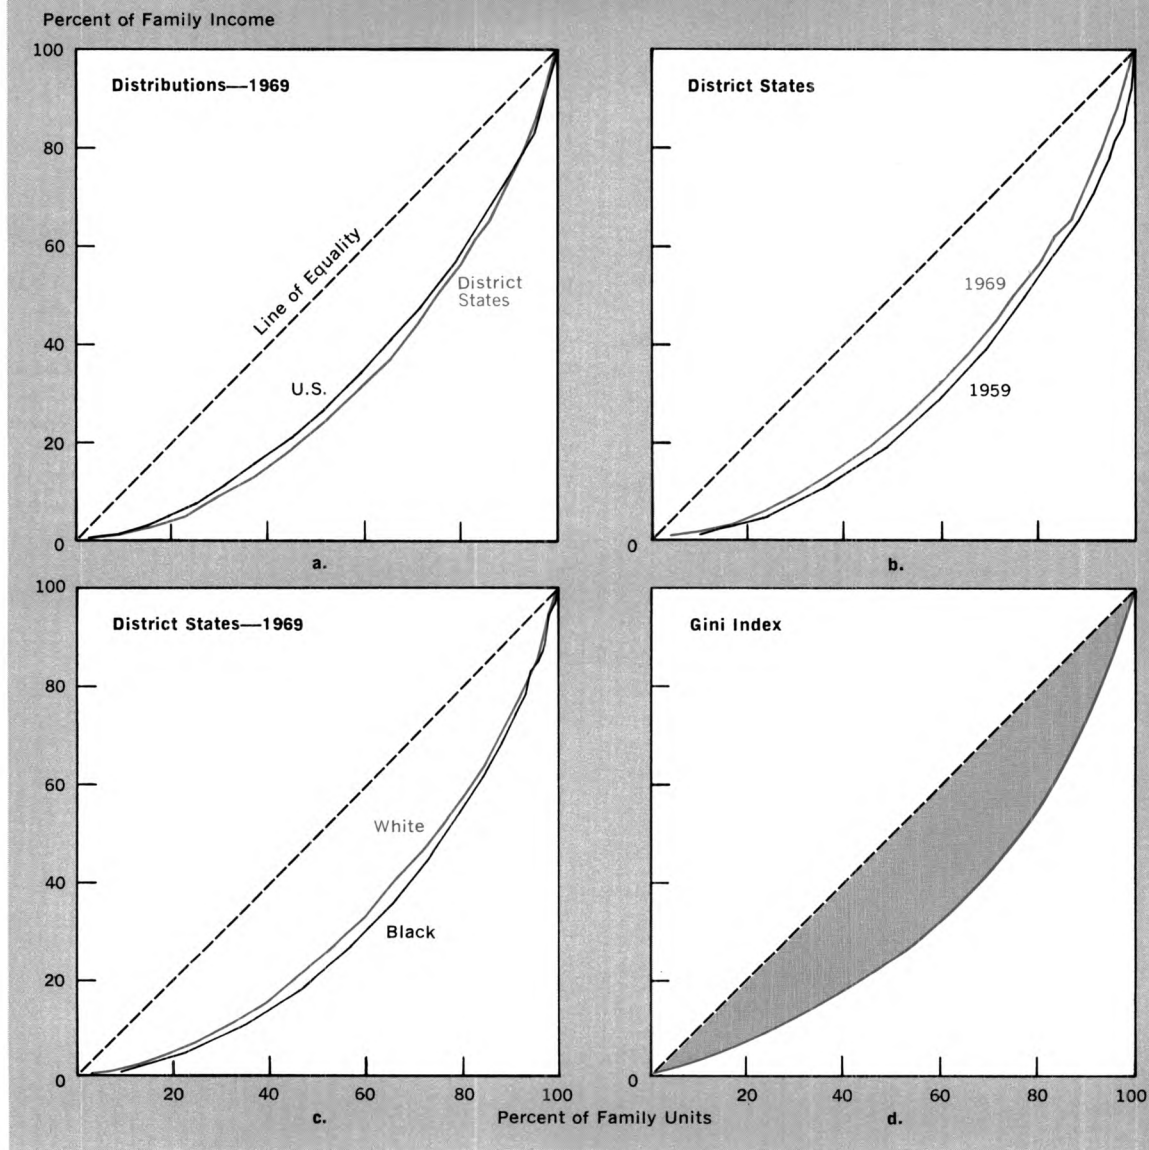 Percent of Family Income
100
80
60
40
20
0
Distributions—1969
Line of Equality
District
States
U.S.
a.
District States
1969
1959
0
b.
100
80
60
40
20
0
District States—1969
White
Black
20
40
60
80
100
c.
Gini Index
0
20
40
60
80
100
d.
Percent of Family Units